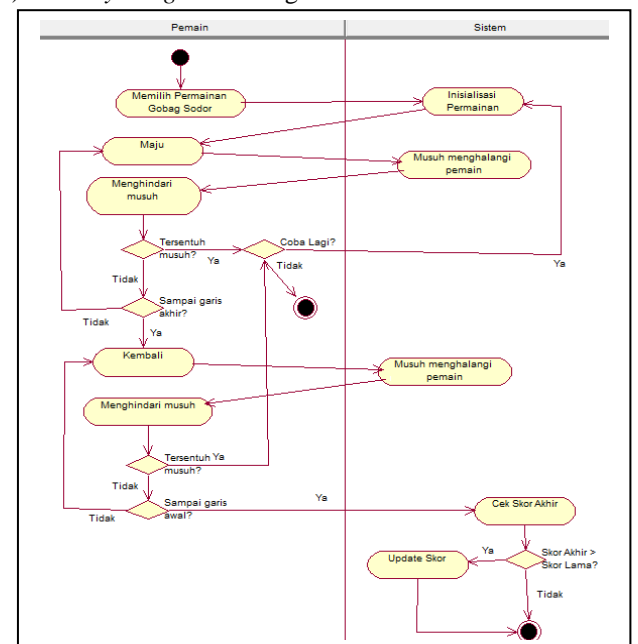 Pemain
Sistem
Memilih Permainan
Gobag Sodor
Inisialisasi
Permainan
Maju
Musuh menghalangi
pemain
Menghindari
musuh
Tersentuh
musuh?
Ya
Coba Lagi?
Ya
Tidak
Tidak
Sampai garis
akhir?
Tidak
Ya
Kembali
Musuh menghalangi
pemain
Menghindari musuh
Tersentuh Ya
musuh?
Tidak
Sampai garis
awal?
Tidak
Ya
Cek Skor Akhir
Update Skor
Ya
Skor Akhir >
Skor Lama?
Tidak